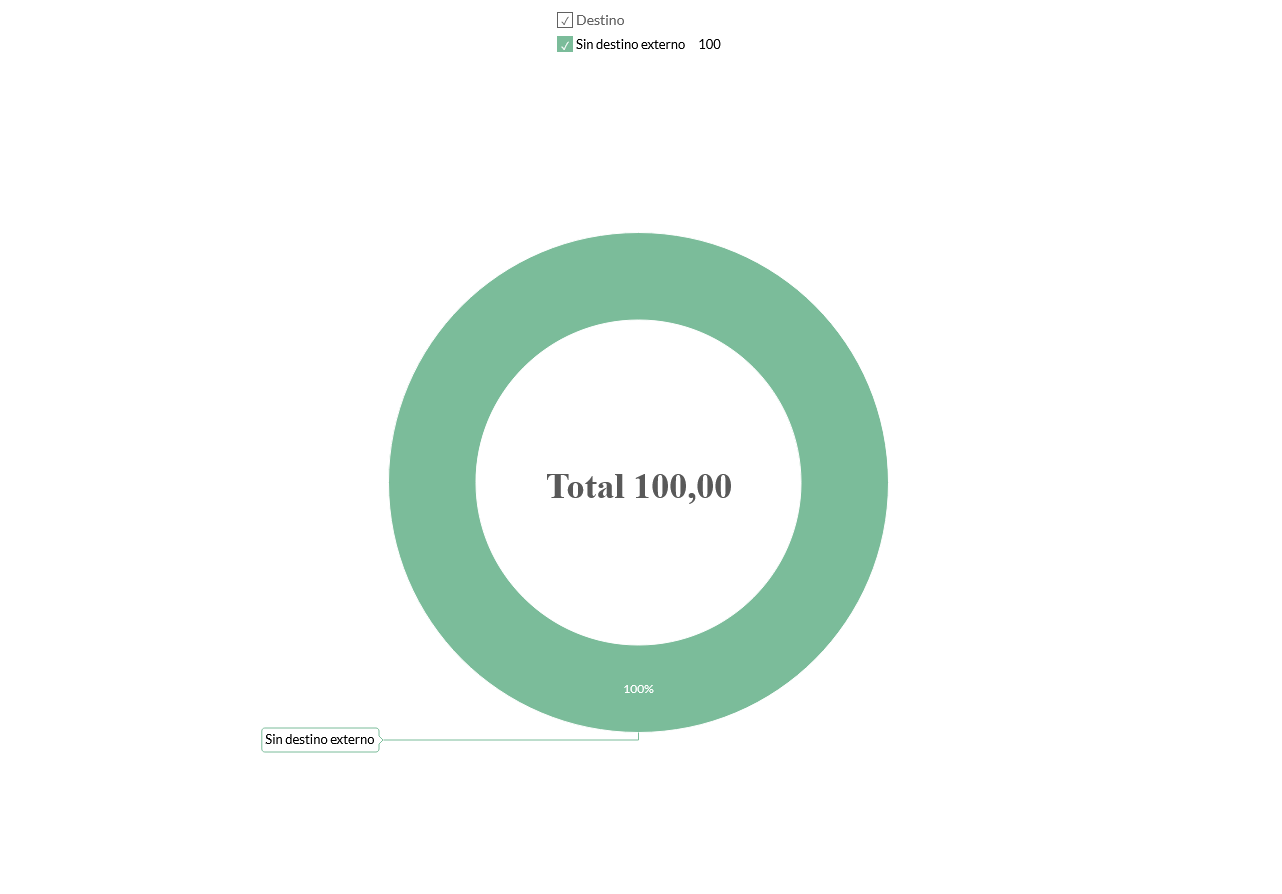 Destino
Sin destino externo 100
Total 100,00
100%
Sin destino externo